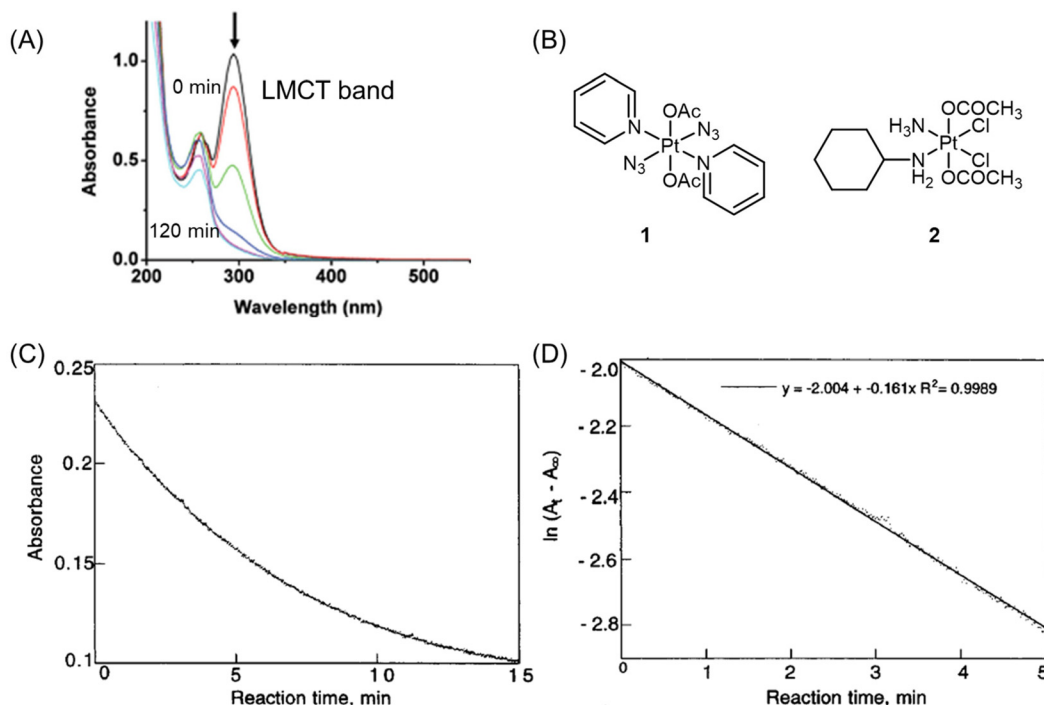 (A)
1.0
0.5
0.0
Absorbance
0 min
LMCT band
120 min
200 300 400 500
Wavelength (nm)
(B)
OAc
N
N₃
Pt
N₃
N
OAc
1
OCOCH₃
H₃N
Cl
Pt
Cl
N
H₂
OCOCH₃
2
(C)
0.25
0.2
0.15
0.1
Absorbance
0 5 10 15
Reaction time, min
(D)
- 2.0
- 2.2
- 2.4
- 2.6
- 2.8
ln (Aₜ - A∞)
y = -2.004 + -0.161x R²= 0.9989
0 1 2 3 4 5
Reaction time, min